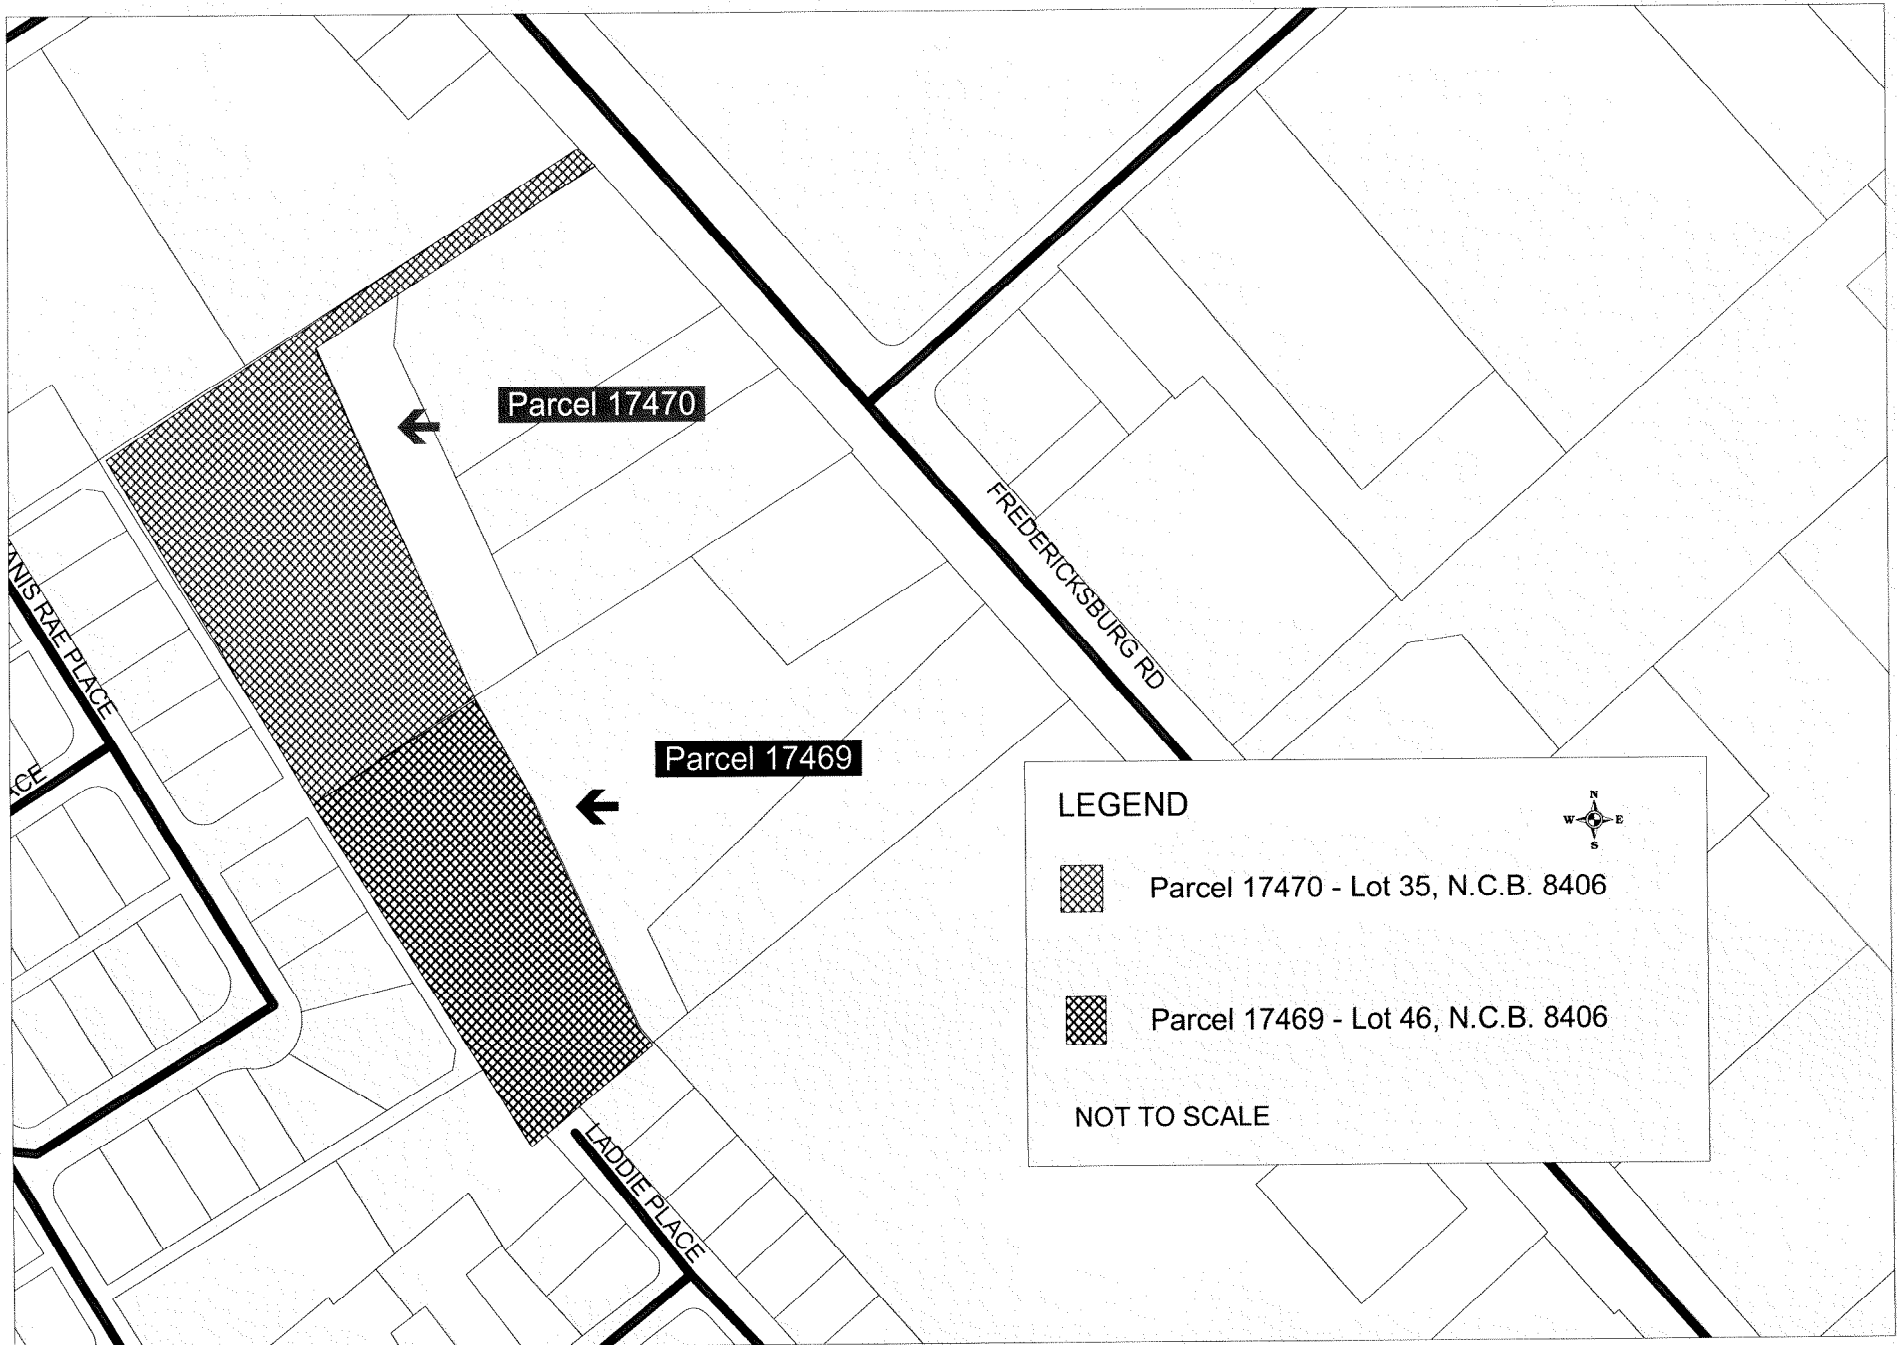 Parcel 17470
FREDERICKSBURG RD
ANIS RAE PLACE
Parcel 17469
ACE
LEGEND
N
W E
S
Parcel 17470 - Lot 35, N.C.B. 8406
Parcel 17469 - Lot 46, N.C.B. 8406
NOT TO SCALE
LADDIE PLACE